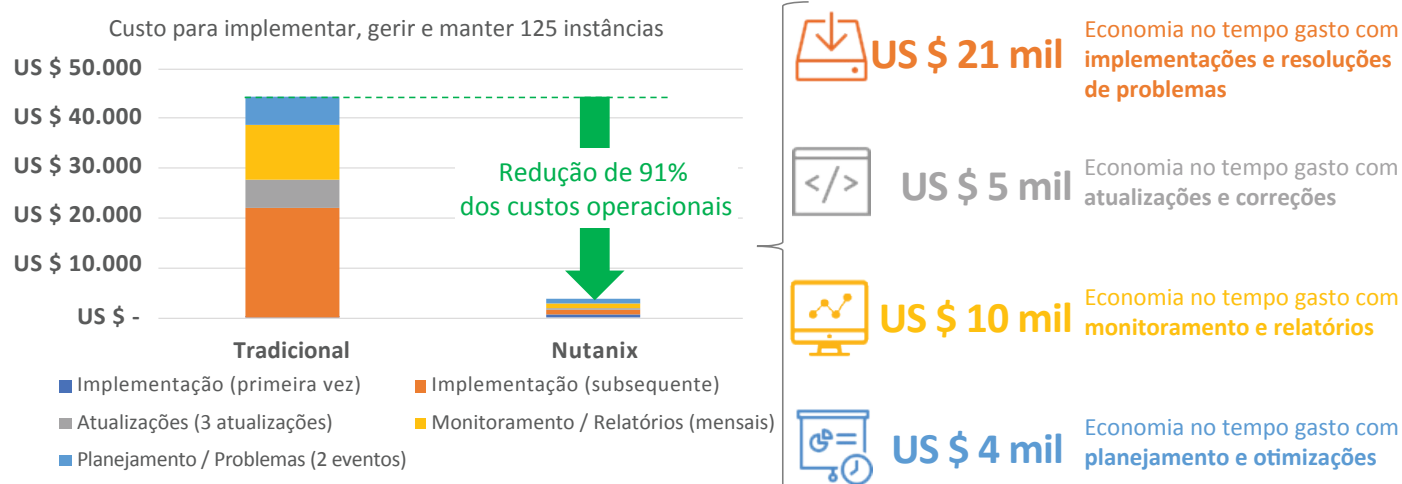 Custo para implementar, gerir e manter 125 instâncias
US $ 50.000
US $ 40.000
US $ 30.000
US $ 20.000
US $ 10.000
US $ -
Redução de 91%
dos custos operacionais
Tradicional
Nutanix
Implementação (primeira vez)
Implementação (subsequente)
Atualizações (3 atualizações)
Monitoramento / Relatórios (mensais)
Planejamento / Problemas (2 eventos)
US $ 21 mil
Economia no tempo gasto com
implementações e resoluções
de problemas
</>
US $ 5 mil
Economia no tempo gasto com
atualizações e correções
US $ 10 mil
Economia no tempo gasto com
monitoramento e relatórios
US $ 4 mil
Economia no tempo gasto com
planejamento e otimizações